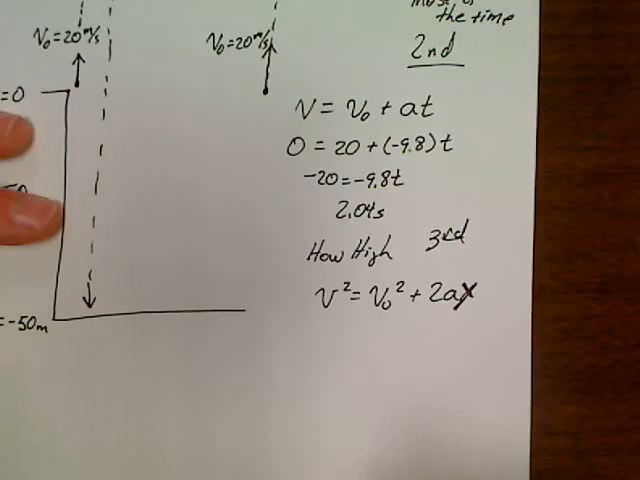 the time
V₀=20m/s
V₀=20m/s
2nd
=0
V = V₀ + at
0 = 20 + (-9.8)t
-20=-9.8t
2.04s
How High 3rd
V²=V₀²+2ax
=-50m